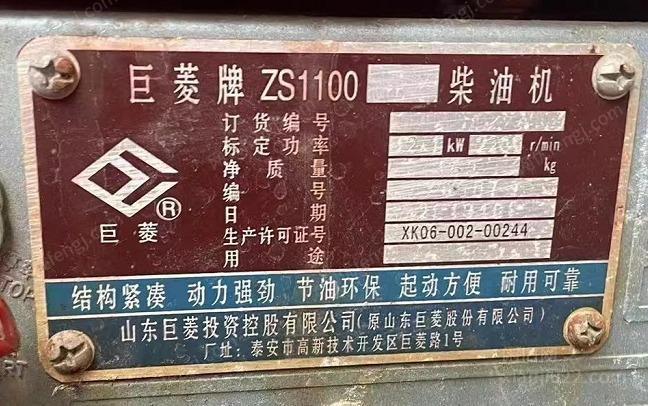 巨菱牌 ZS1100 柴油机
订货编号
标定功率 kW r/min
净质量 kg
编号
日期
生产许可证号 XK06-002-00244
用途
巨菱®
结构紧凑 动力强劲 节油环保 起动方便 耐用可靠
山东巨菱投资控股有限公司(原山东巨菱股份有限公司)
厂址：泰安市高新技术开发区巨菱路1号